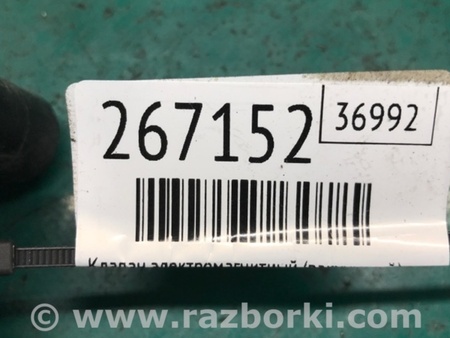 267152
36992
Клапан электромагнитный
© www.razborki.com